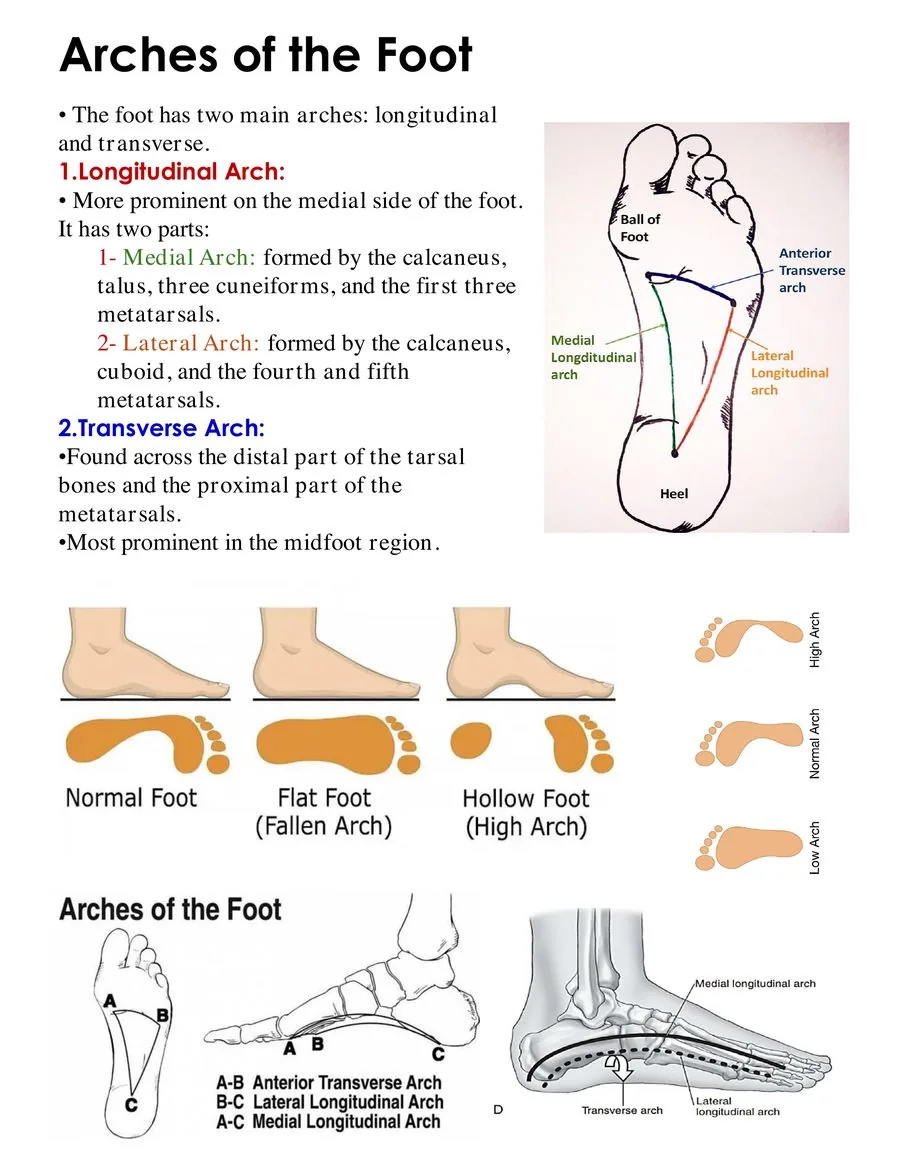 Arches of the Foot
• The foot has two main arches: longitudinal
and transverse.
1.Longitudinal Arch:
• More prominent on the medial side of the foot.
It has two parts:
1- Medial Arch: formed by the calcaneus,
talus, three cuneiforms, and the first three
metatarsals.
2- Lateral Arch: formed by the calcaneus,
cuboid, and the fourth and fifth
metatarsals.
2.Transverse Arch:
•Found across the distal part of the tarsal
bones and the proximal part of the
metatarsals.
•Most prominent in the midfoot region.
Ball of
Foot
Anterior
Transverse
arch
Medial
Longditudinal
arch
Lateral
Longitudinal
arch
Heel
Normal Foot
Flat Foot
(Fallen Arch)
Hollow Foot
(High Arch)
High Arch
Normal Arch
Low Arch
Arches of the Foot
A
B
C
A
B
C
A-B Anterior Transverse Arch
B-C Lateral Longitudinal Arch
A-C Medial Longitudinal Arch
Medial longitudinal arch
D
Transverse arch
Lateral
longitudinal arch